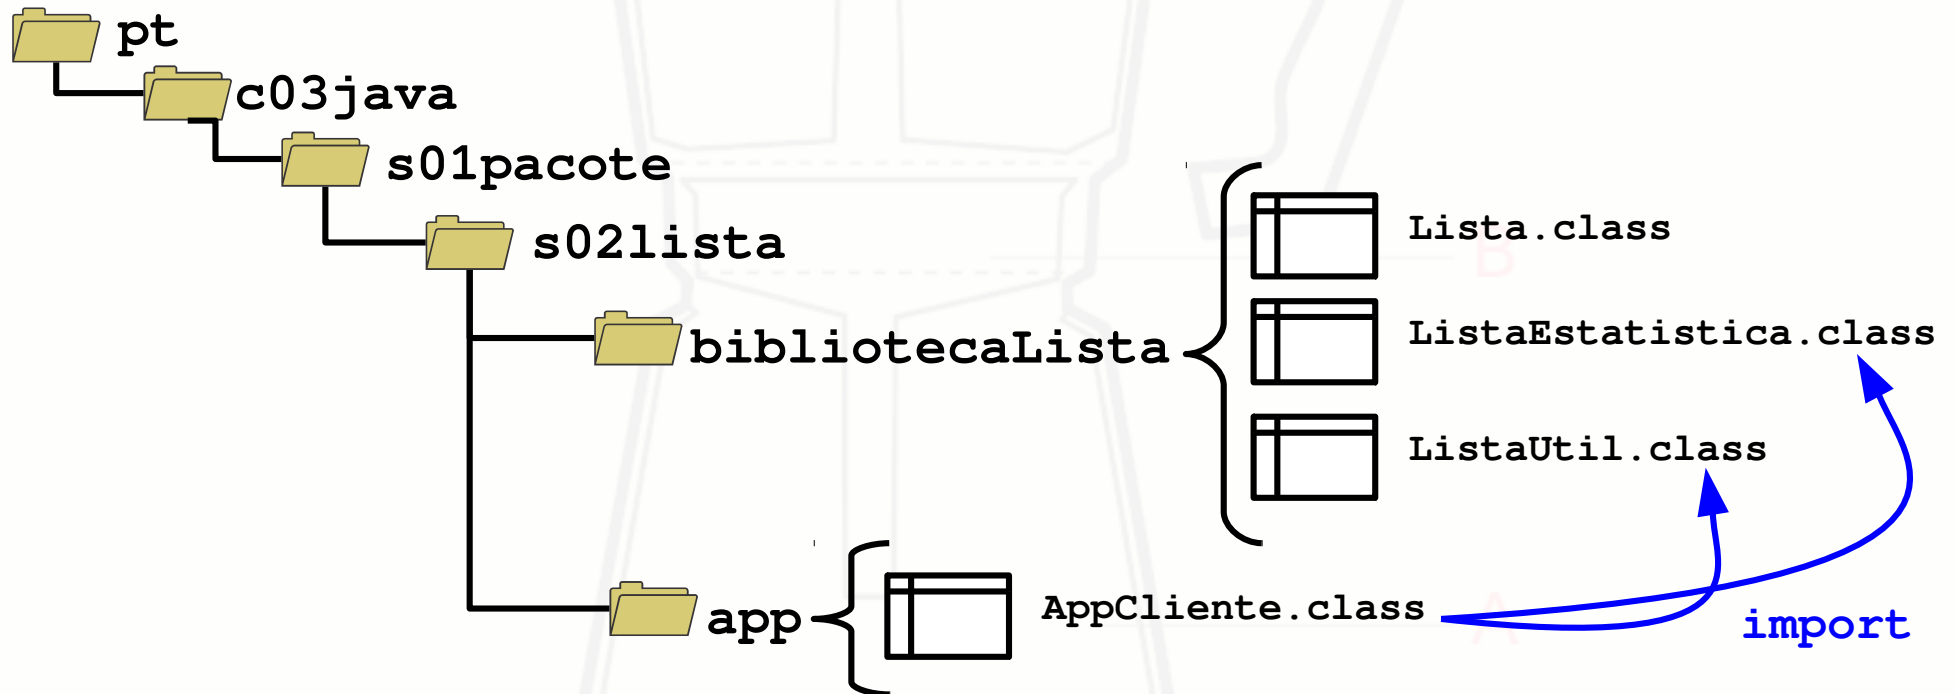 pt
c03java
s01pacote
s02lista
bibliotecaLista
Lista.class
ListaEstatistica.class
ListaUtil.class
app
AppCliente.class
import
B
A